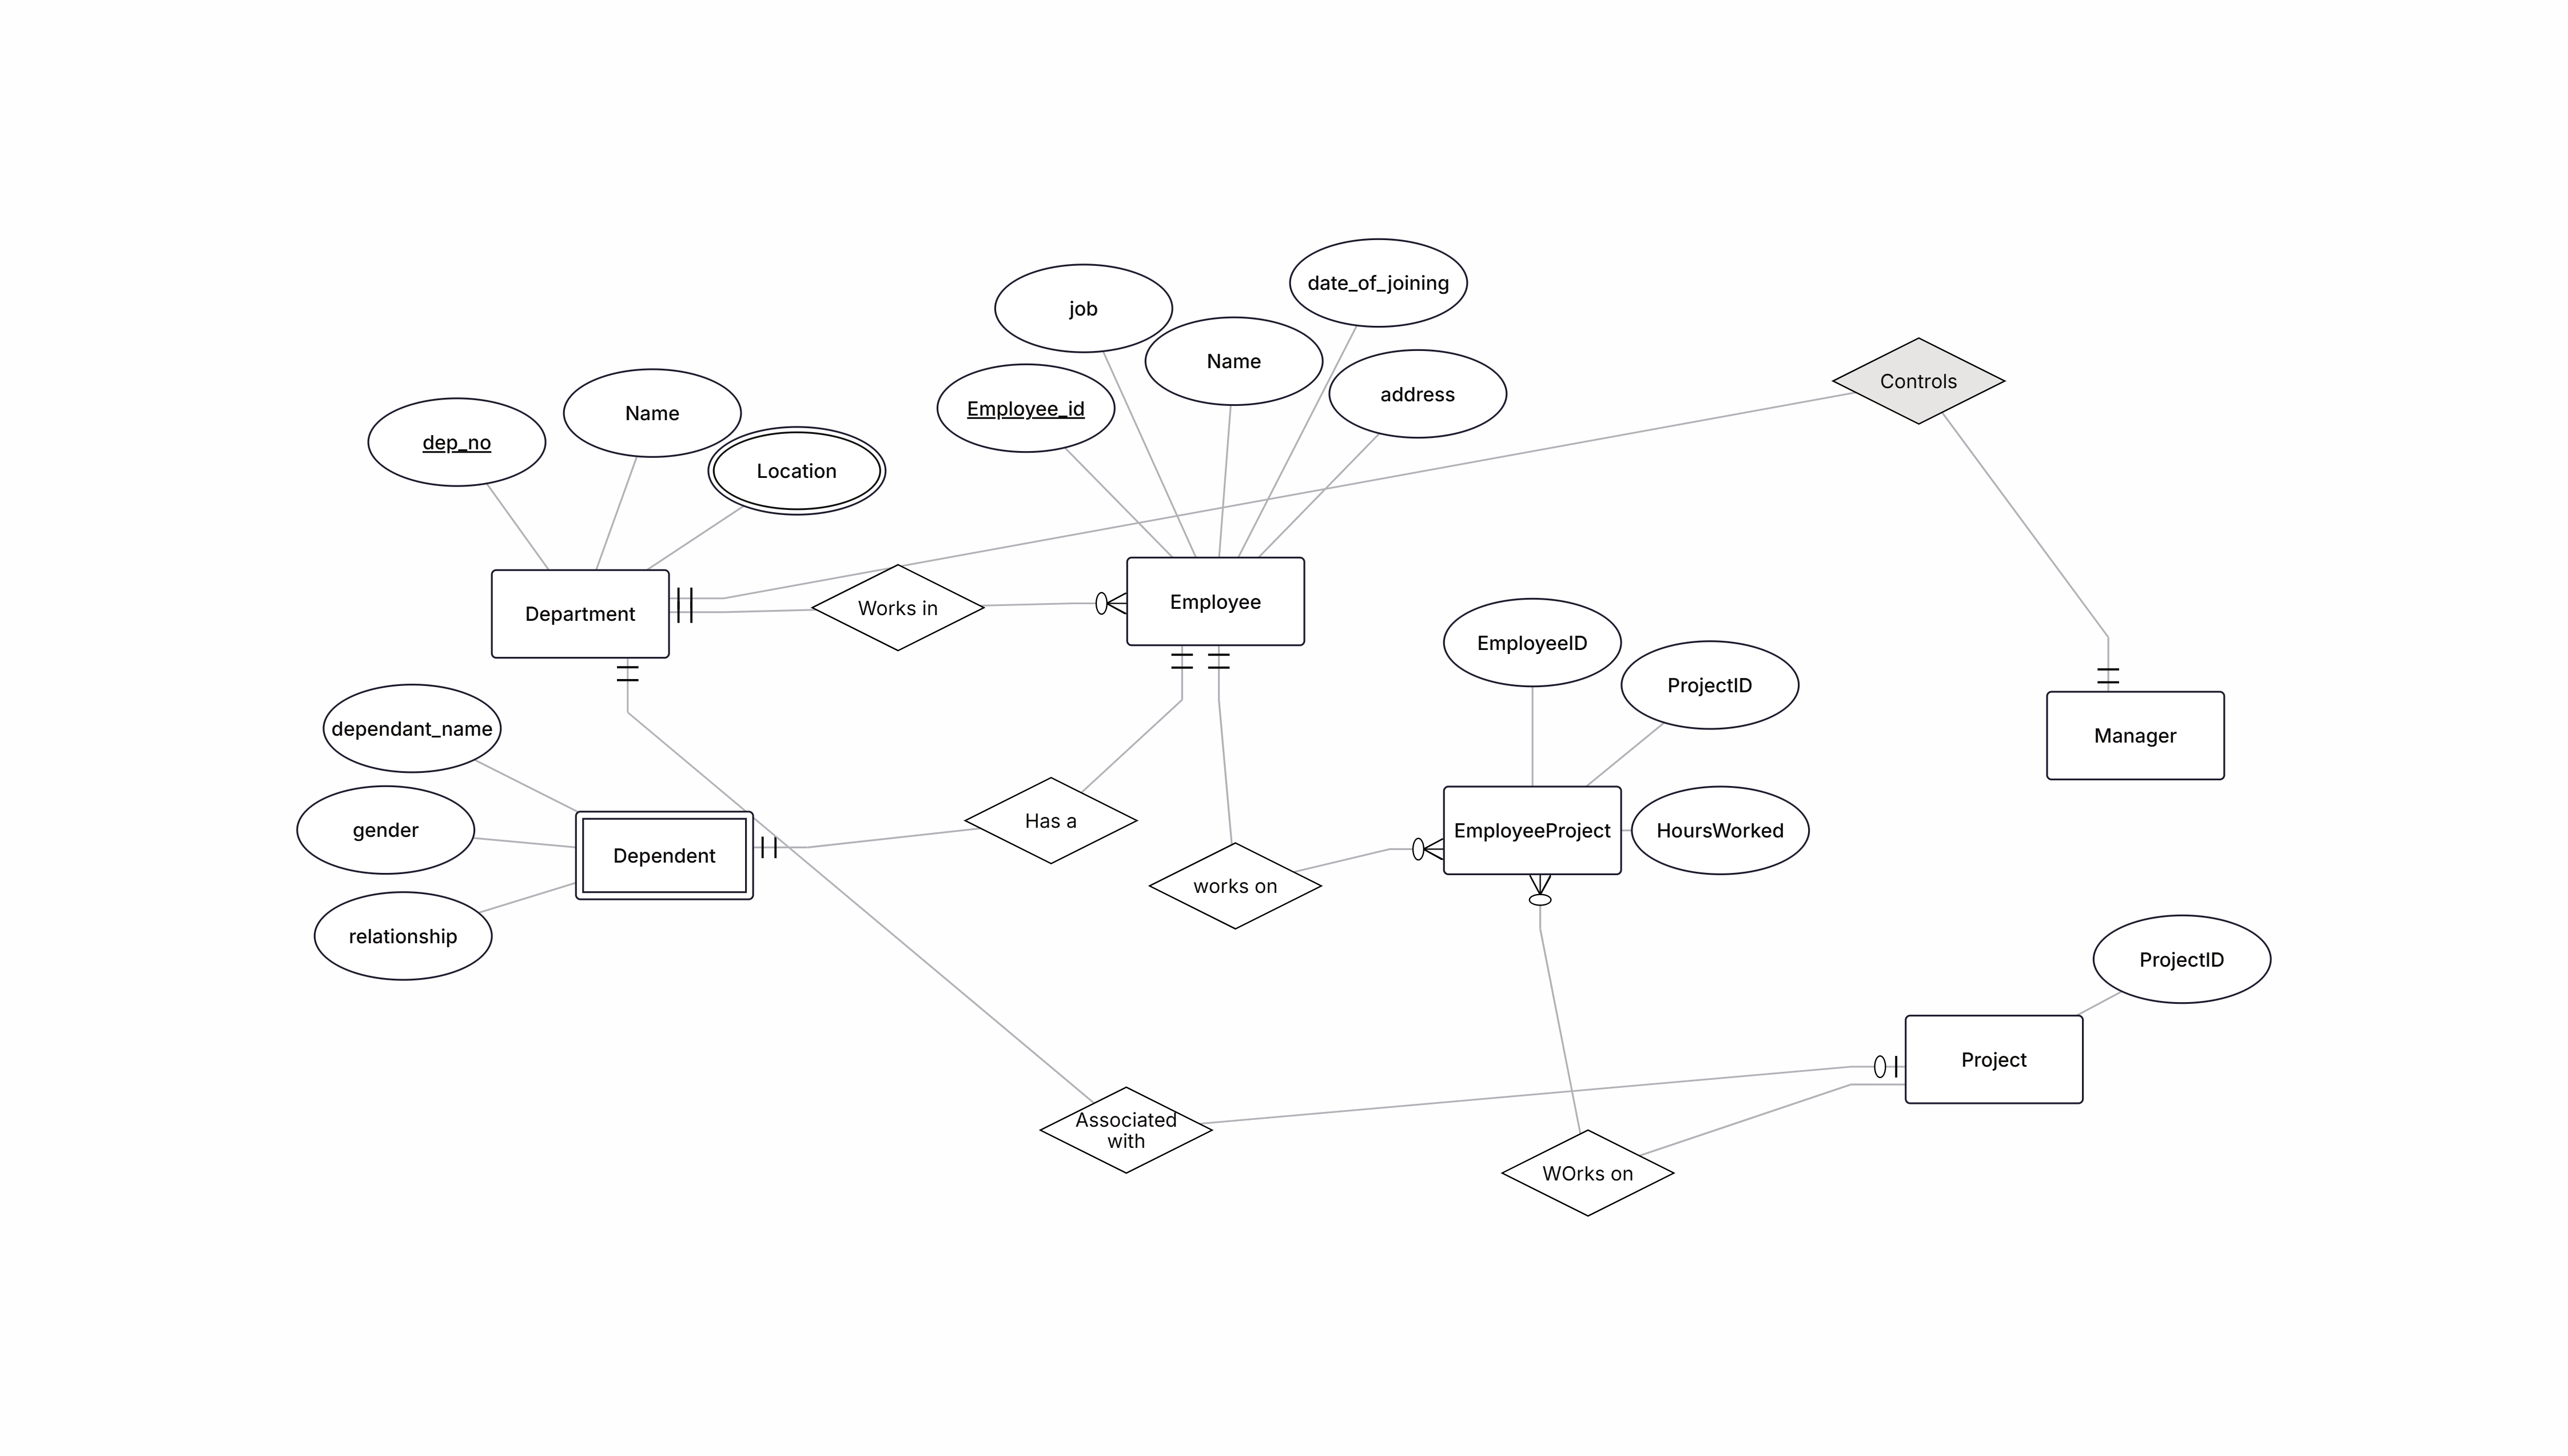 date_of_joining
job
Name
address
Controls
Employee_id
Name
dep_no
Location
Employee
Works in
Department
EmployeeID
ProjectID
dependant_name
Manager
gender
Has a
EmployeeProject
HoursWorked
Dependent
works on
relationship
ProjectID
Project
Associated
with
WOrks on